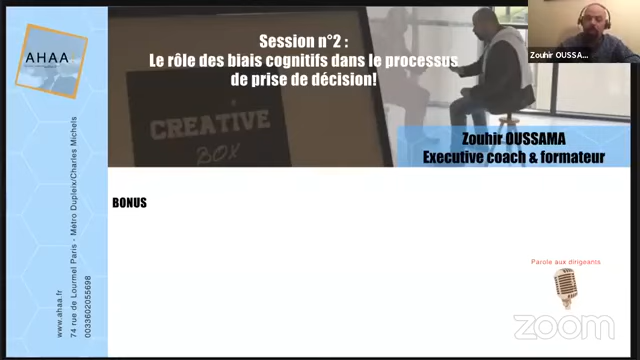 AHAA
Session n°2 :
Le rôle des biais cognitifs dans le processus
de prise de décision!
CREATIVE
BOX
Zouhir OUSSAMA
Executive coach & formateur
Zouhir OUSSA...
BONUS
www.ahaa.fr
74 rue de Lourmel Paris - Métro Dupleix/Charles Michels
0033602055698
Parole aux dirigeants
zoom